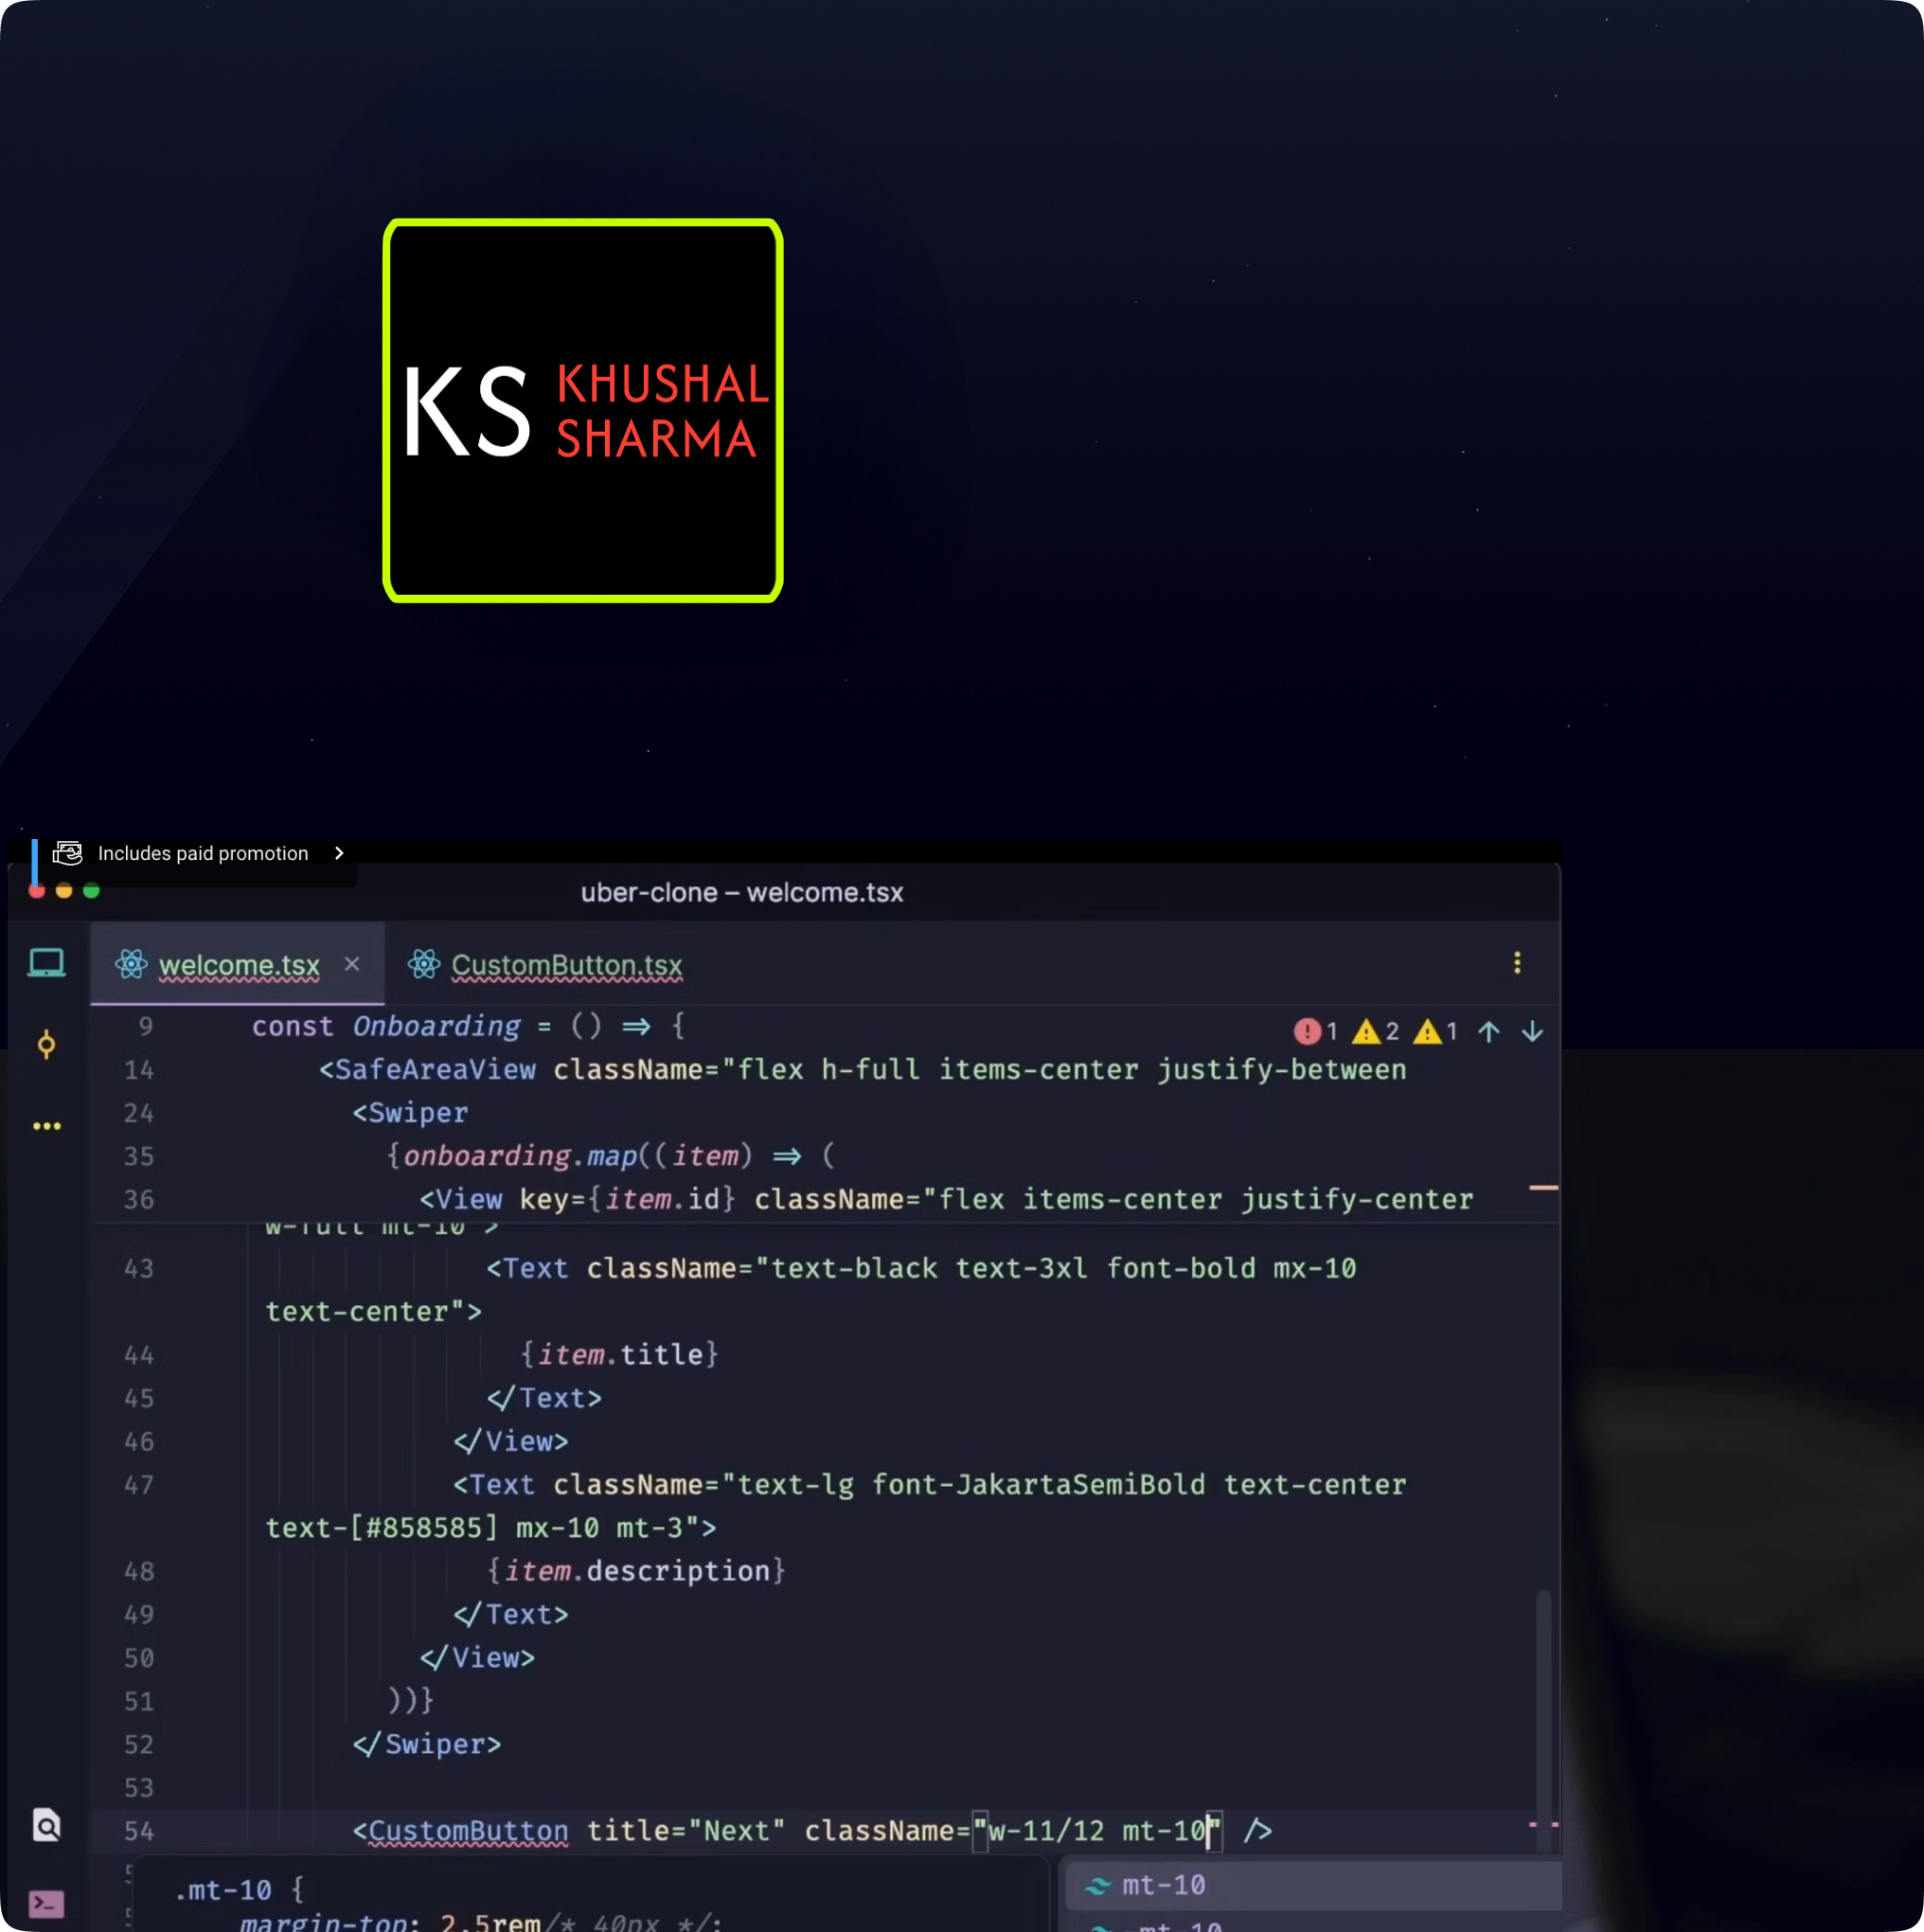 KS KHUSHAL
SHARMA
Includes paid promotion
uber-clone – welcome.tsx
welcome.tsx × CustomButton.tsx
9 const Onboarding = () => { 1 2 1
14 <SafeAreaView className="flex h-full items-center justify-between
24 <Swiper
35 {onboarding.map((item) => (
36 <View key={item.id} className="flex items-center justify-center
w-full mt-10">
43 <Text className="text-black text-3xl font-bold mx-10
text-center">
44 {item.title}
45 </Text>
46 </View>
47 <Text className="text-lg font-JakartaSemiBold text-center
text-[#858585] mx-10 mt-3">
48 {item.description}
49 </Text>
50 </View>
51 ))}
52 </Swiper>
53
54 <CustomButton title="Next" className="w-11/12 mt-10" />
.mt-10 { mt-10
margin-top: 2.5rem/* 40px */; -mt-10